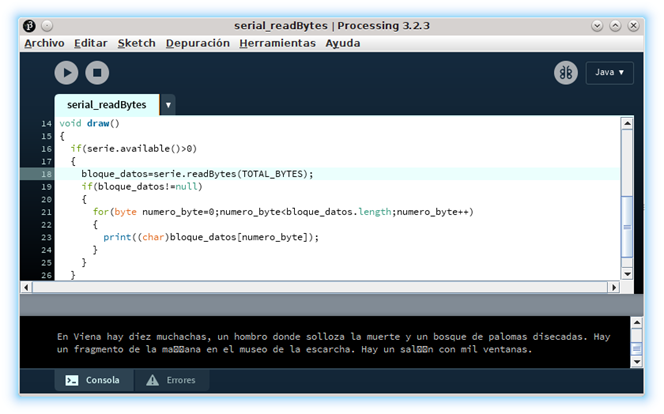 serial_readBytes | Processing 3.2.3
Archivo Editar Sketch Depuración Herramientas Ayuda
Java ▼
serial_readBytes ▼
14 void draw()
15 {
16 if(serie.available()>0)
17 {
18 bloque_datos=serie.readBytes(TOTAL_BYTES);
19 if(bloque_datos!=null)
20 {
21 for(byte numero_byte=0;numero_byte<bloque_datos.length;numero_byte++)
22 {
23 print((char)bloque_datos[numero_byte]);
24 }
25 }
26 }
En Viena hay diez muchachas, un hombro donde solloza la muerte y un bosque de palomas disecadas. Hay
un fragmento de la ma▯▯ana en el museo de la escarcha. Hay un sal▯▯n con mil ventanas.
Consola Errores